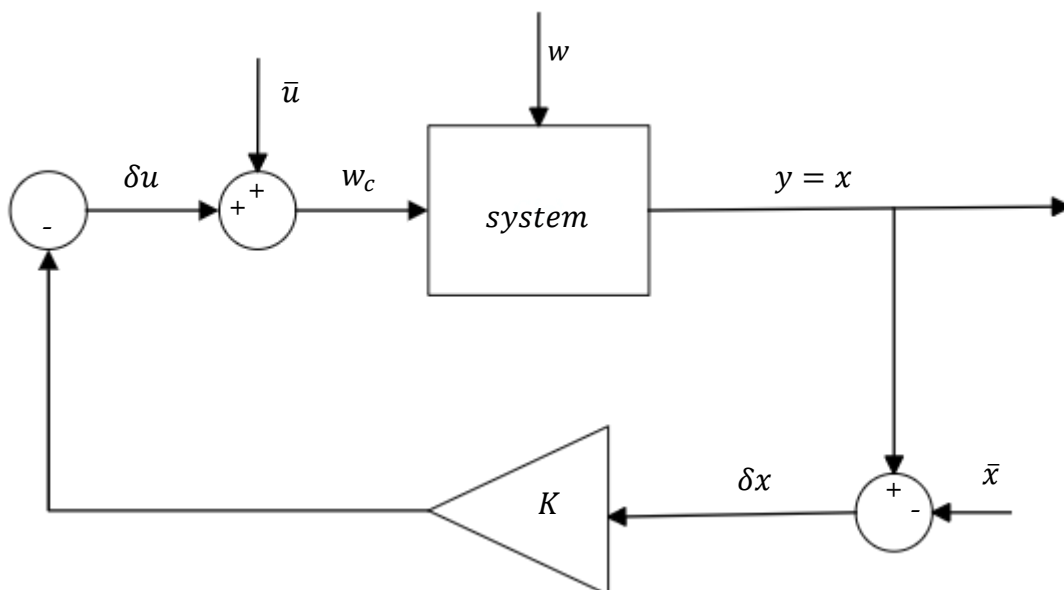 w
ū
δu
+
+
w_c
system
y = x
-
K
δx
+
-
x̄